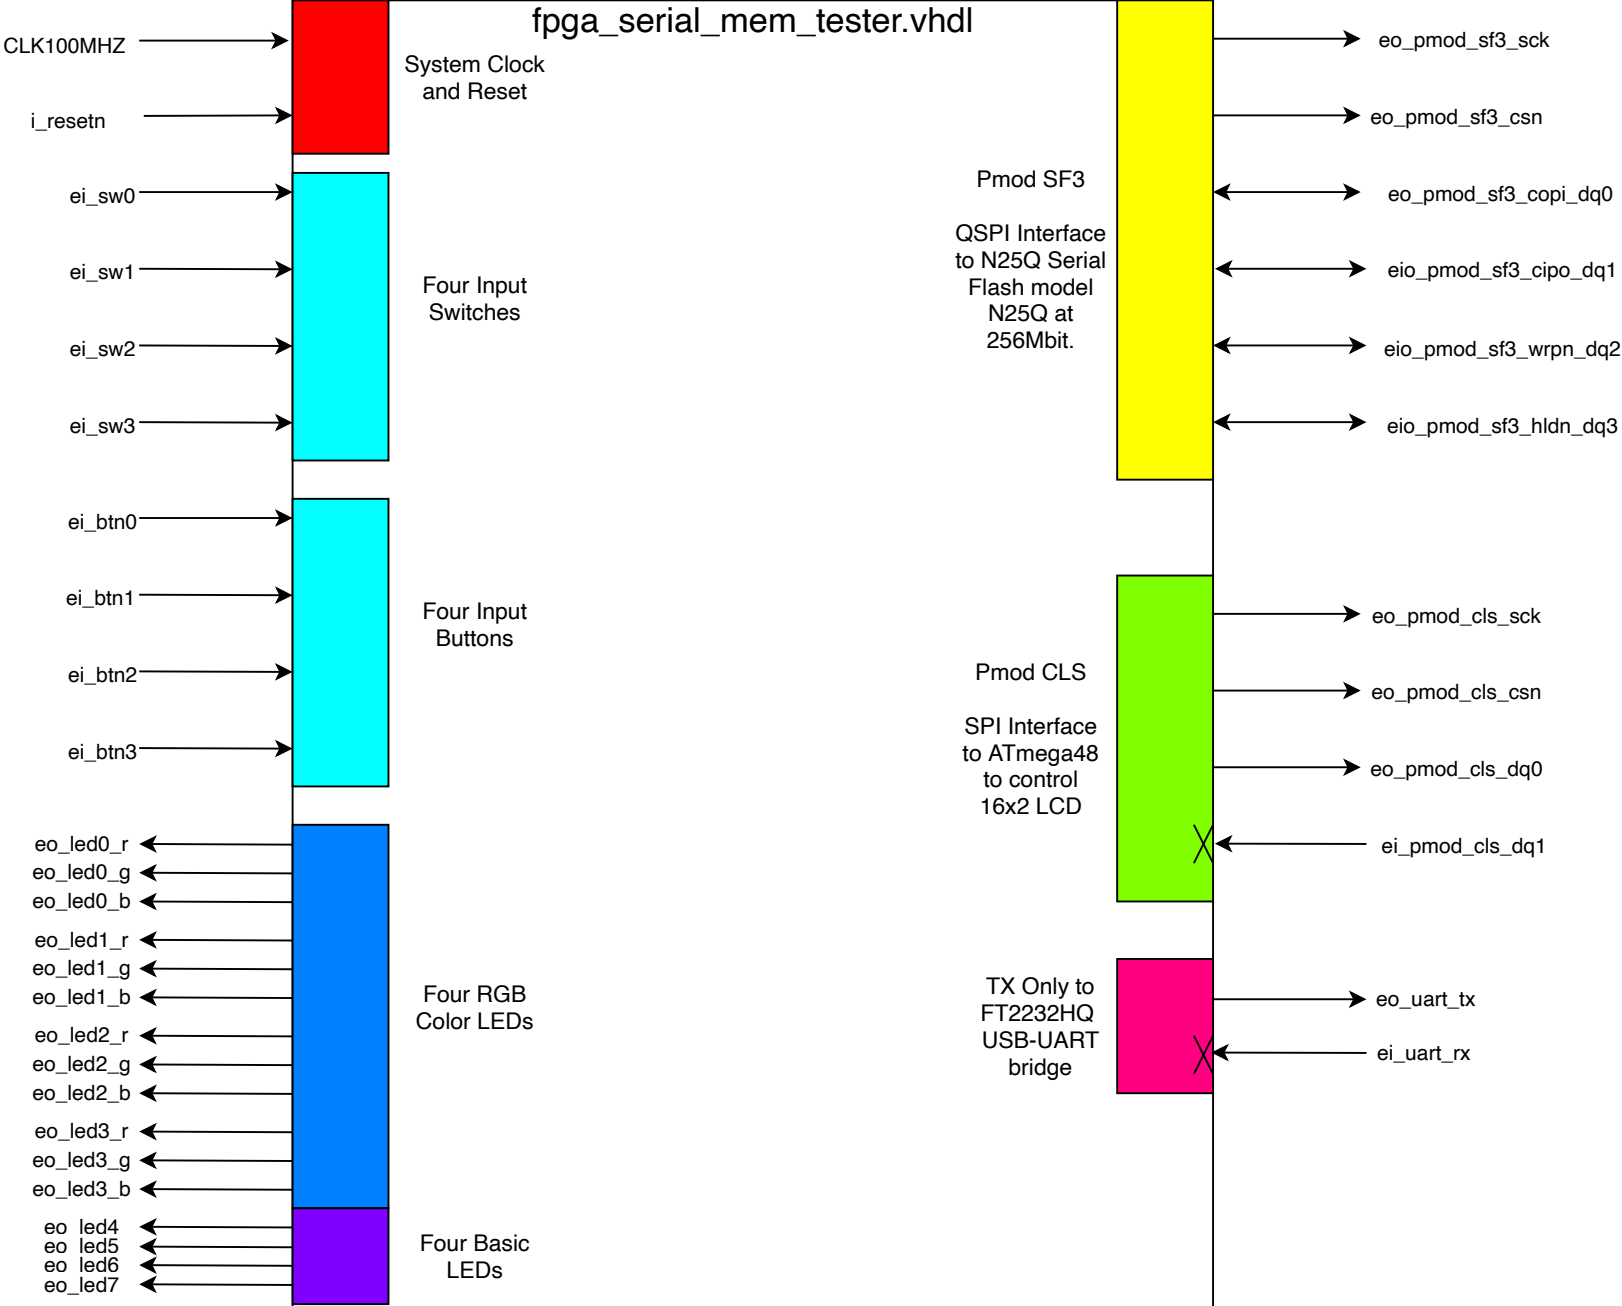 fpga_serial_mem_tester.vhdl
CLK100MHZ
i_resetn
System Clock
and Reset
ei_sw0
ei_sw1
ei_sw2
ei_sw3
Four Input
Switches
ei_btn0
ei_btn1
ei_btn2
ei_btn3
Four Input
Buttons
eo_led0_r
eo_led0_g
eo_led0_b
eo_led1_r
eo_led1_g
eo_led1_b
eo_led2_r
eo_led2_g
eo_led2_b
eo_led3_r
eo_led3_g
eo_led3_b
Four RGB
Color LEDs
eo_led4
eo_led5
eo_led6
eo_led7
Four Basic
LEDs
Pmod SF3
QSPI Interface
to N25Q Serial
Flash model
N25Q at
256Mbit.
eo_pmod_sf3_sck
eo_pmod_sf3_csn
eo_pmod_sf3_copi_dq0
eio_pmod_sf3_cipo_dq1
eio_pmod_sf3_wrpn_dq2
eio_pmod_sf3_hldn_dq3
Pmod CLS
SPI Interface
to ATmega48
to control
16x2 LCD
eo_pmod_cls_sck
eo_pmod_cls_csn
eo_pmod_cls_dq0
ei_pmod_cls_dq1
TX Only to
FT2232HQ
USB-UART
bridge
eo_uart_tx
ei_uart_rx